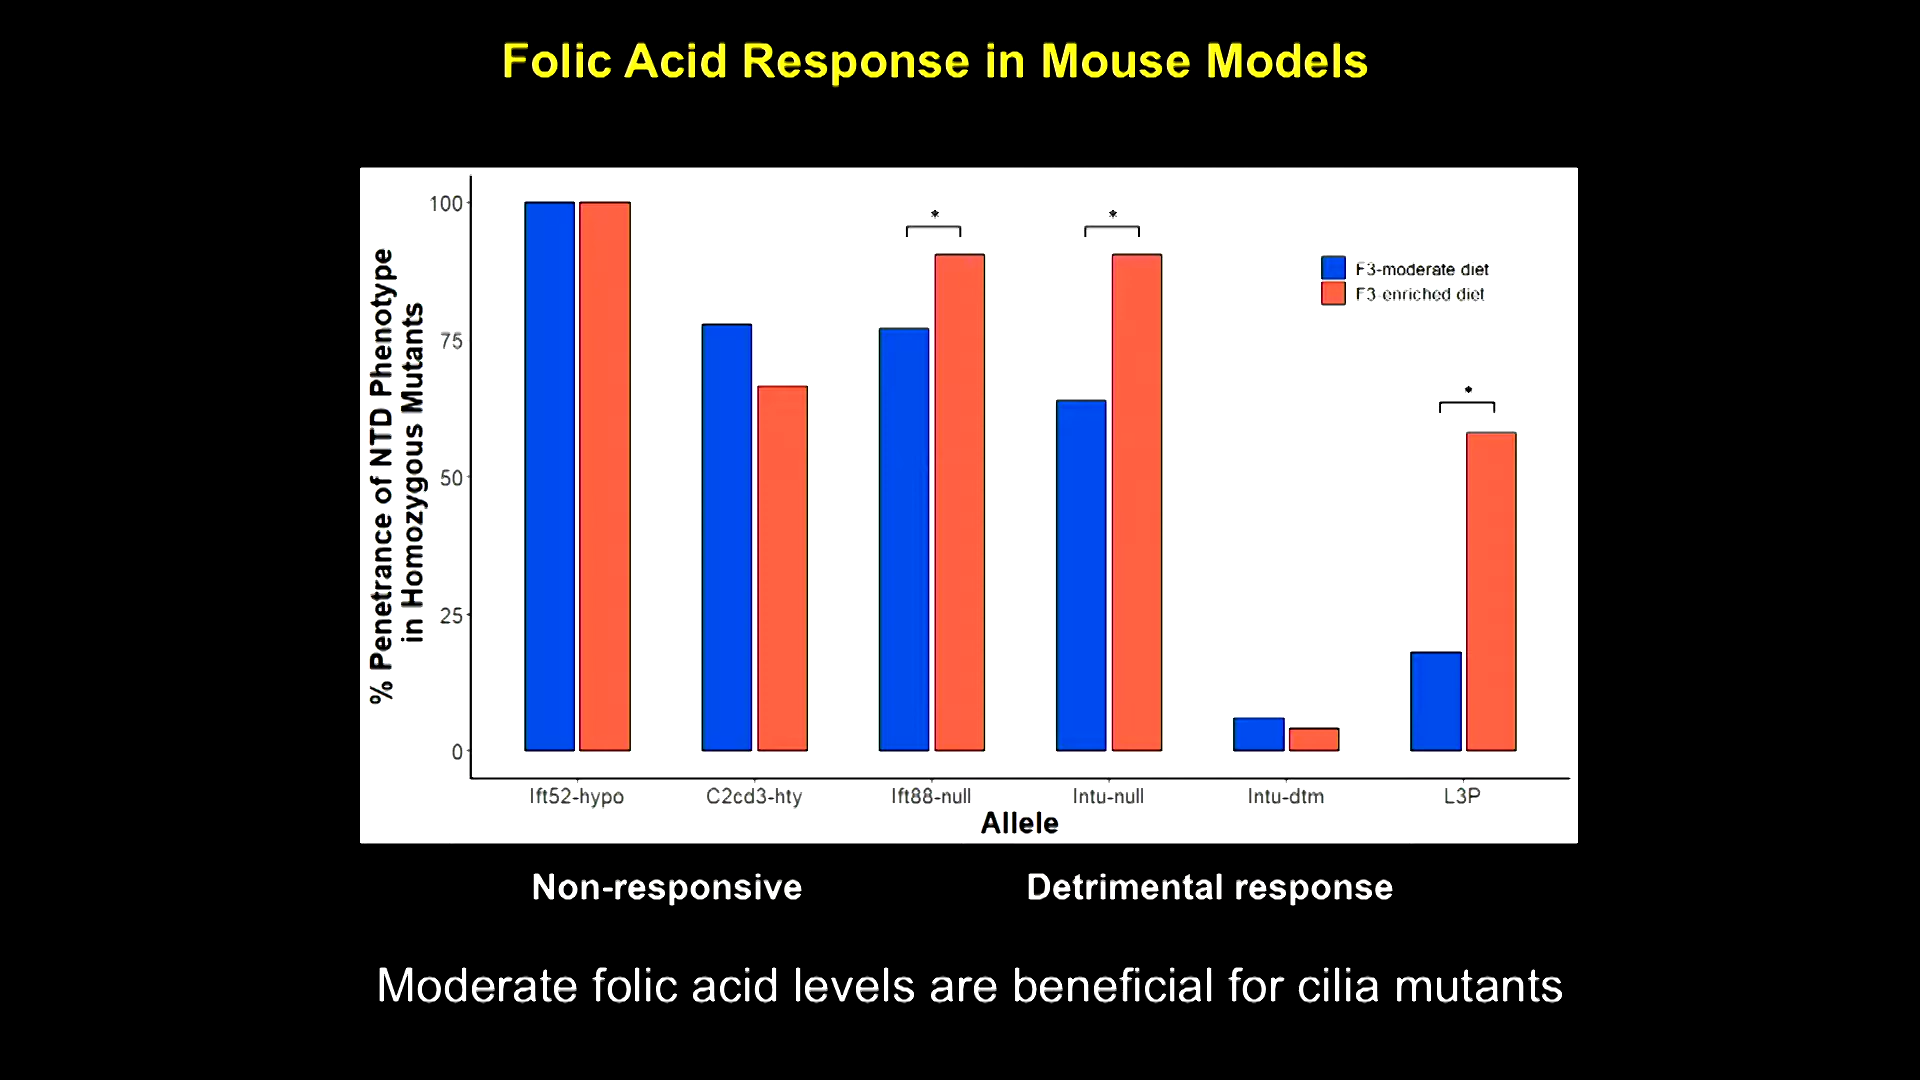 Folic Acid Response in Mouse Models
% Penetrance of NTD Phenotype
in Homozygous Mutants
100
75
50
25
0
*
*
*
F3-moderate diet
F3-enriched diet
Ift52-hypo
C2cd3-hty
Ift88-null
Intu-null
Intu-dtm
L3P
Allele
Non-responsive
Detrimental response
Moderate folic acid levels are beneficial for cilia mutants